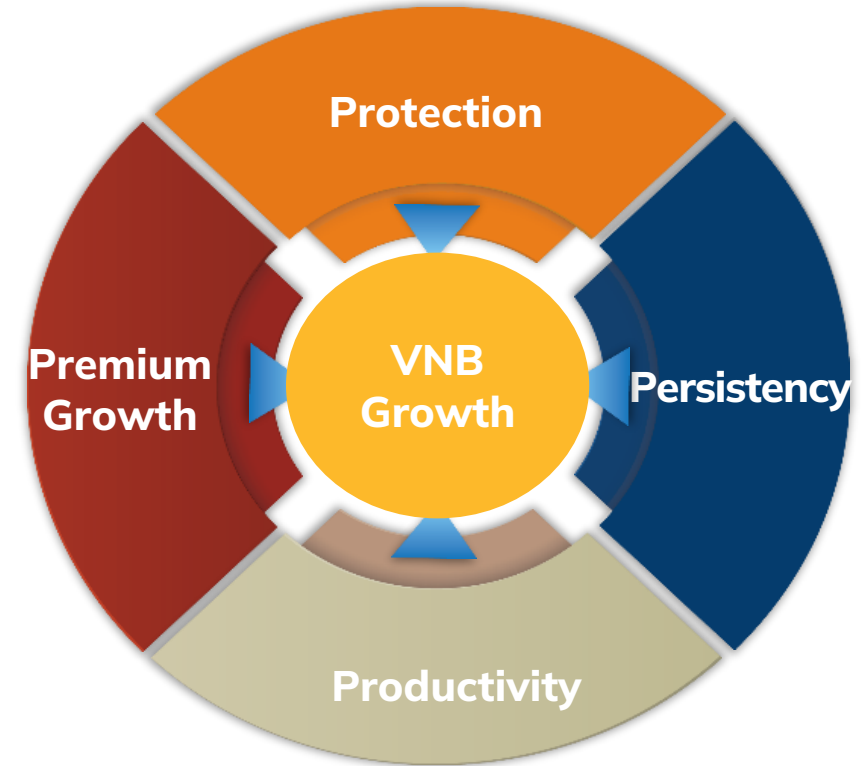 Protection
Premium
Growth
VNB
Growth
Persistency
Productivity